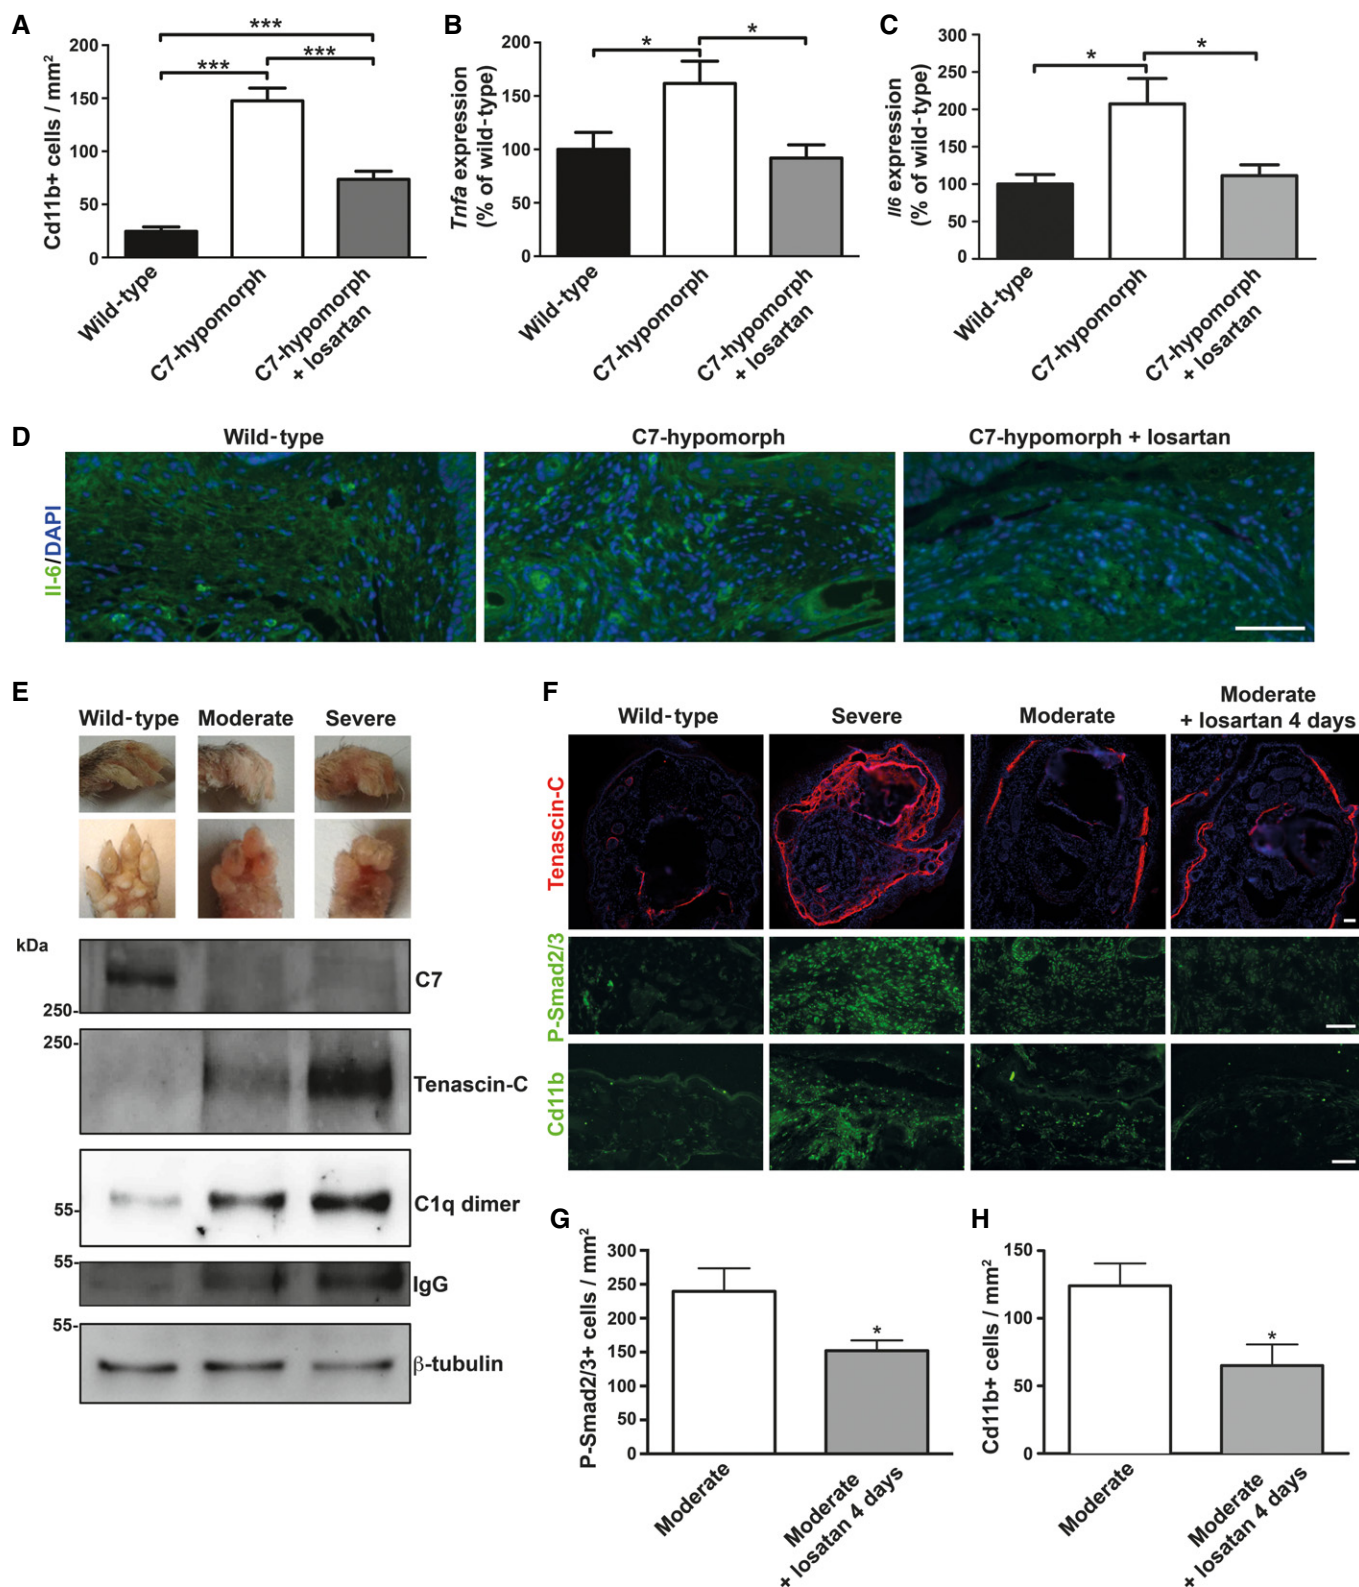 A
Cd11b+ cells / mm²
200
150
100
50
0
***
***
***
Wild-type
C7-hypomorph
C7-hypomorph
+ losartan
B
Tnfa expression
(% of wild-type)
200
150
100
50
0
*
*
Wild-type
C7-hypomorph
C7-hypomorph
+ losartan
C
Il6 expression
(% of wild-type)
300
250
200
150
100
50
0
*
*
Wild-type
C7-hypomorph
C7-hypomorph
+ losartan
D
Wild-type
C7-hypomorph
C7-hypomorph + losartan
Il-6/DAPI
E
Wild-type
Moderate
Severe
kDa
250-
C7
250-
Tenascin-C
55-
C1q dimer
55-
IgG
55-
β-tubulin
F
Wild-type
Severe
Moderate
Moderate
+ losartan 4 days
Tenascin-C
P-Smad2/3
Cd11b
G
P-Smad2/3+ cells / mm²
300
250
200
150
100
50
0
*
Moderate
Moderate
+ losatan 4 days
H
Cd11b+ cells / mm²
150
100
50
0
*
Moderate
Moderate
+ losartan 4 days